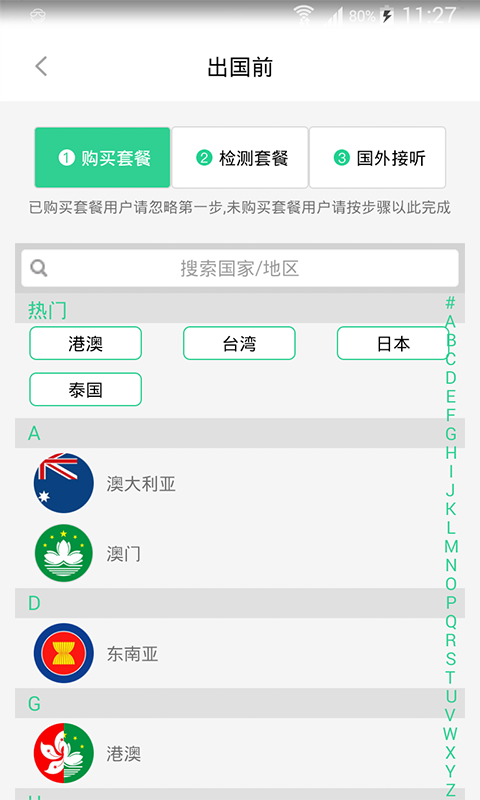 80% 11:27
出国前
1 购买套餐 2 检测套餐 3 国外接听
已购买套餐用户请忽略第一步,未购买套餐用户请按步骤以此完成
搜索国家/地区
热门
港澳 台湾 日本
泰国
A
澳大利亚
澳门
D
东南亚
G
港澳
#
A
B
C
D
E
F
G
H
I
J
K
L
M
N
O
P
Q
R
S
T
U
V
W
X
Y
Z